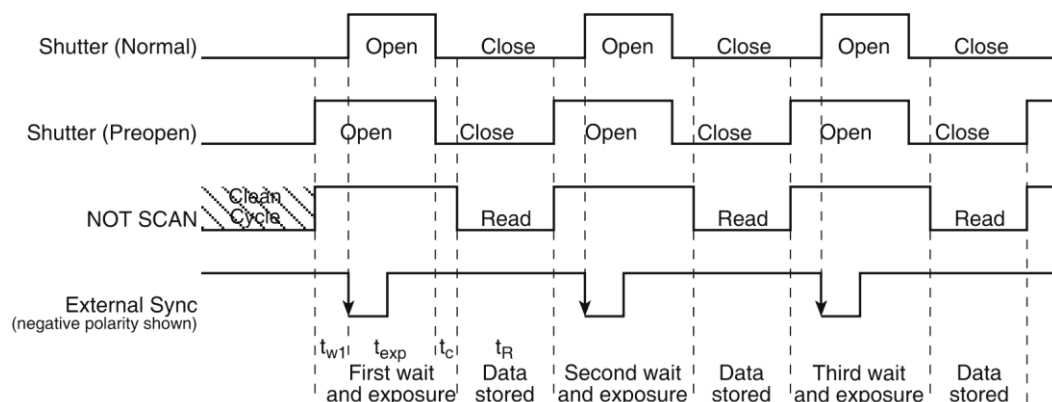 Shutter (Normal) Open Close Open Close Open Close
Shutter (Preopen) Open Close Open Close Open Close
Clean
Cycle
NOT SCAN Read Read Read
External Sync
(negative polarity shown)
tw1 texp tc tR
First wait Data Second wait Data Third wait Data
and exposure stored and exposure stored and exposure stored